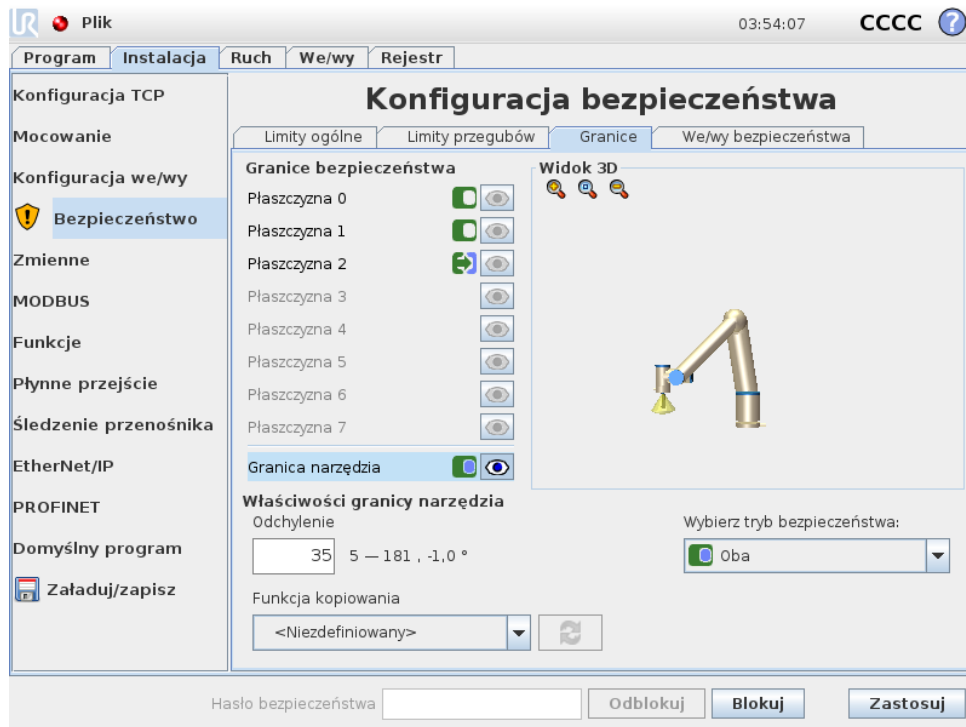 UR Plik 03:54:07 CCCC ?
Program Instalacja Ruch We/wy Rejestr
Konfiguracja TCP
Mocowanie
Konfiguracja we/wy
Bezpieczeństwo
Zmienne
MODBUS
Funkcje
Płynne przejście
Śledzenie przenośnika
EtherNet/IP
PROFINET
Domyślny program
Załaduj/zapisz
Konfiguracja bezpieczeństwa
Limity ogólne Limity przegubów Granice We/wy bezpieczeństwa
Granice bezpieczeństwa
Płaszczyzna 0
Płaszczyzna 1
Płaszczyzna 2
Płaszczyzna 3
Płaszczyzna 4
Płaszczyzna 5
Płaszczyzna 6
Płaszczyzna 7
Granica narzędzia
Widok 3D
Właściwości granicy narzędzia
Odchylenie
35 5 — 181 , -1,0 °
Funkcja kopiowania
<Niezdefiniowany>
Wybierz tryb bezpieczeństwa:
Oba
Hasło bezpieczeństwa Odblokuj Blokuj Zastosuj